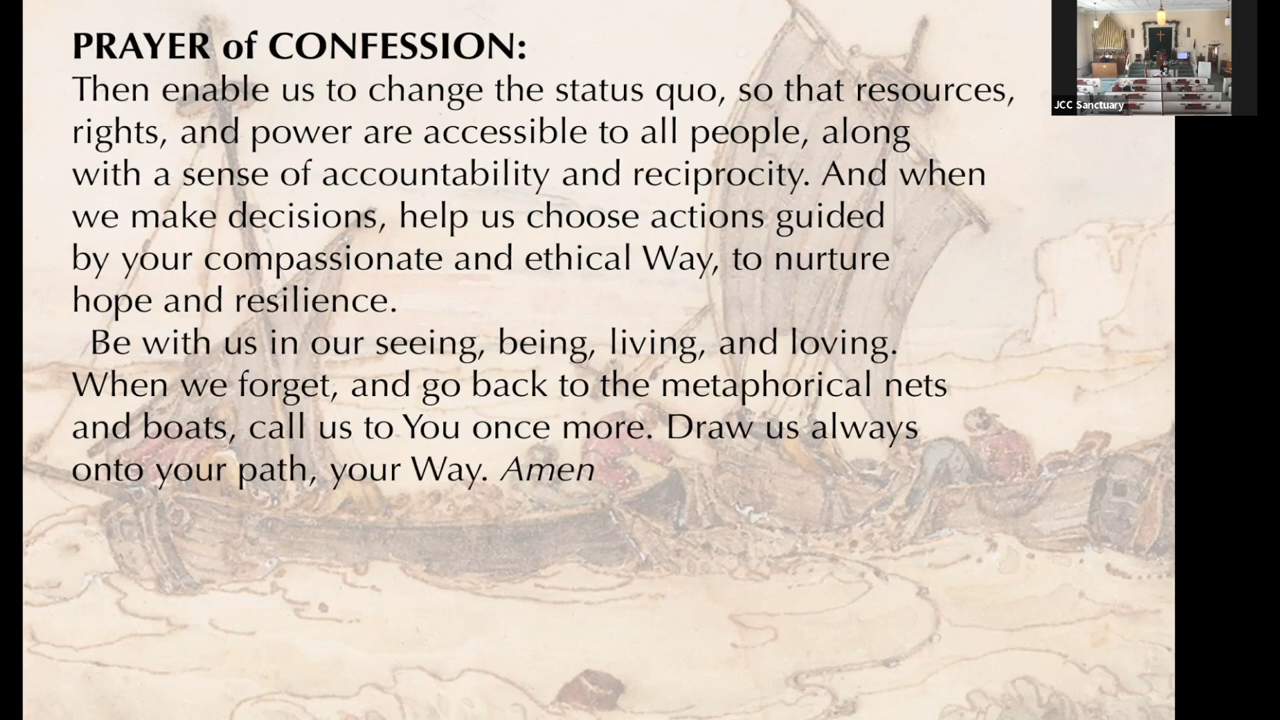 PRAYER of CONFESSION:
Then enable us to change the status quo, so that resources,
rights, and power are accessible to all people, along
with a sense of accountability and reciprocity. And when
we make decisions, help us choose actions guided
by your compassionate and ethical Way, to nurture
hope and resilience.
Be with us in our seeing, being, living, and loving.
When we forget, and go back to the metaphorical nets
and boats, call us to You once more. Draw us always
onto your path, your Way. Amen
JCC Sanctuary